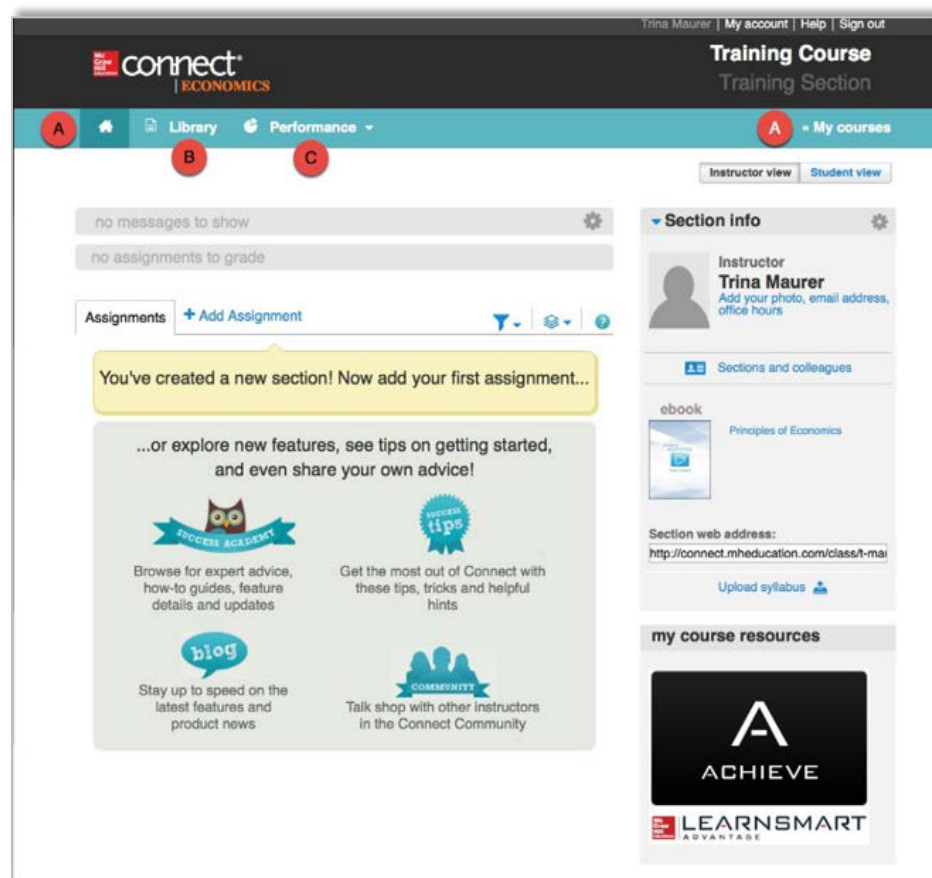 Trina Maurer | My account | Help | Sign out
Mc Graw Hill Education connect
ECONOMICS
Training Course
Training Section
A
Library
Performance
A « My courses
B
C
Instructor view Student view
no messages to show
no assignments to grade
Assignments + Add Assignment
?
You've created a new section! Now add your first assignment...
...or explore new features, see tips on getting started,
and even share your own advice!
SUCCESS ACADEMY
Browse for expert advice,
how-to guides, feature
details and updates
SUCCESS
tips
Get the most out of Connect with
these tips, tricks and helpful
hints
blog
Stay up to speed on the
latest features and
product news
COMMUNITY
Talk shop with other instructors
in the Connect Community
Section info
Instructor
Trina Maurer
Add your photo, email address,
office hours
Sections and colleagues
ebook
Principles of Economics
Section web address:
http://connect.mheducation.com/class/t-mau
Upload syllabus
my course resources
A
ACHIEVE
LEARNSMART
ADVANTAGE